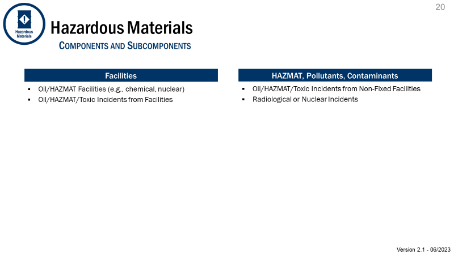 20
Hazardous
Materials
Hazardous Materials
COMPONENTS AND SUBCOMPONENTS
Facilities
• Oil/HAZMAT Facilities (e.g., chemical, nuclear)
• Oil/HAZMAT/Toxic Incidents from Facilities
HAZMAT, Pollutants, Contaminants
• Oil/HAZMAT/Toxic Incidents from Non-Fixed Facilities
• Radiological or Nuclear Incidents
Version 2.1 - 06/2023